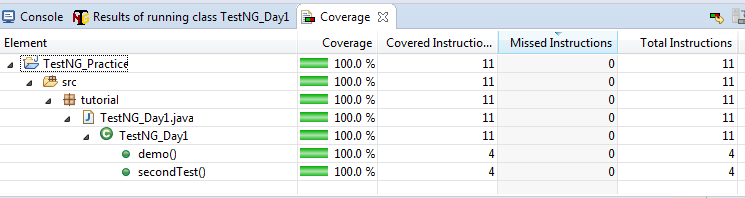 Console Results of running class TestNG_Day1 Coverage
Element Coverage Covered Instructio... Missed Instructions Total Instructions
TestNG_Practice 100.0 % 11 0 11
src 100.0 % 11 0 11
tutorial 100.0 % 11 0 11
TestNG_Day1.java 100.0 % 11 0 11
TestNG_Day1 100.0 % 11 0 11
demo() 100.0 % 4 0 4
secondTest() 100.0 % 4 0 4